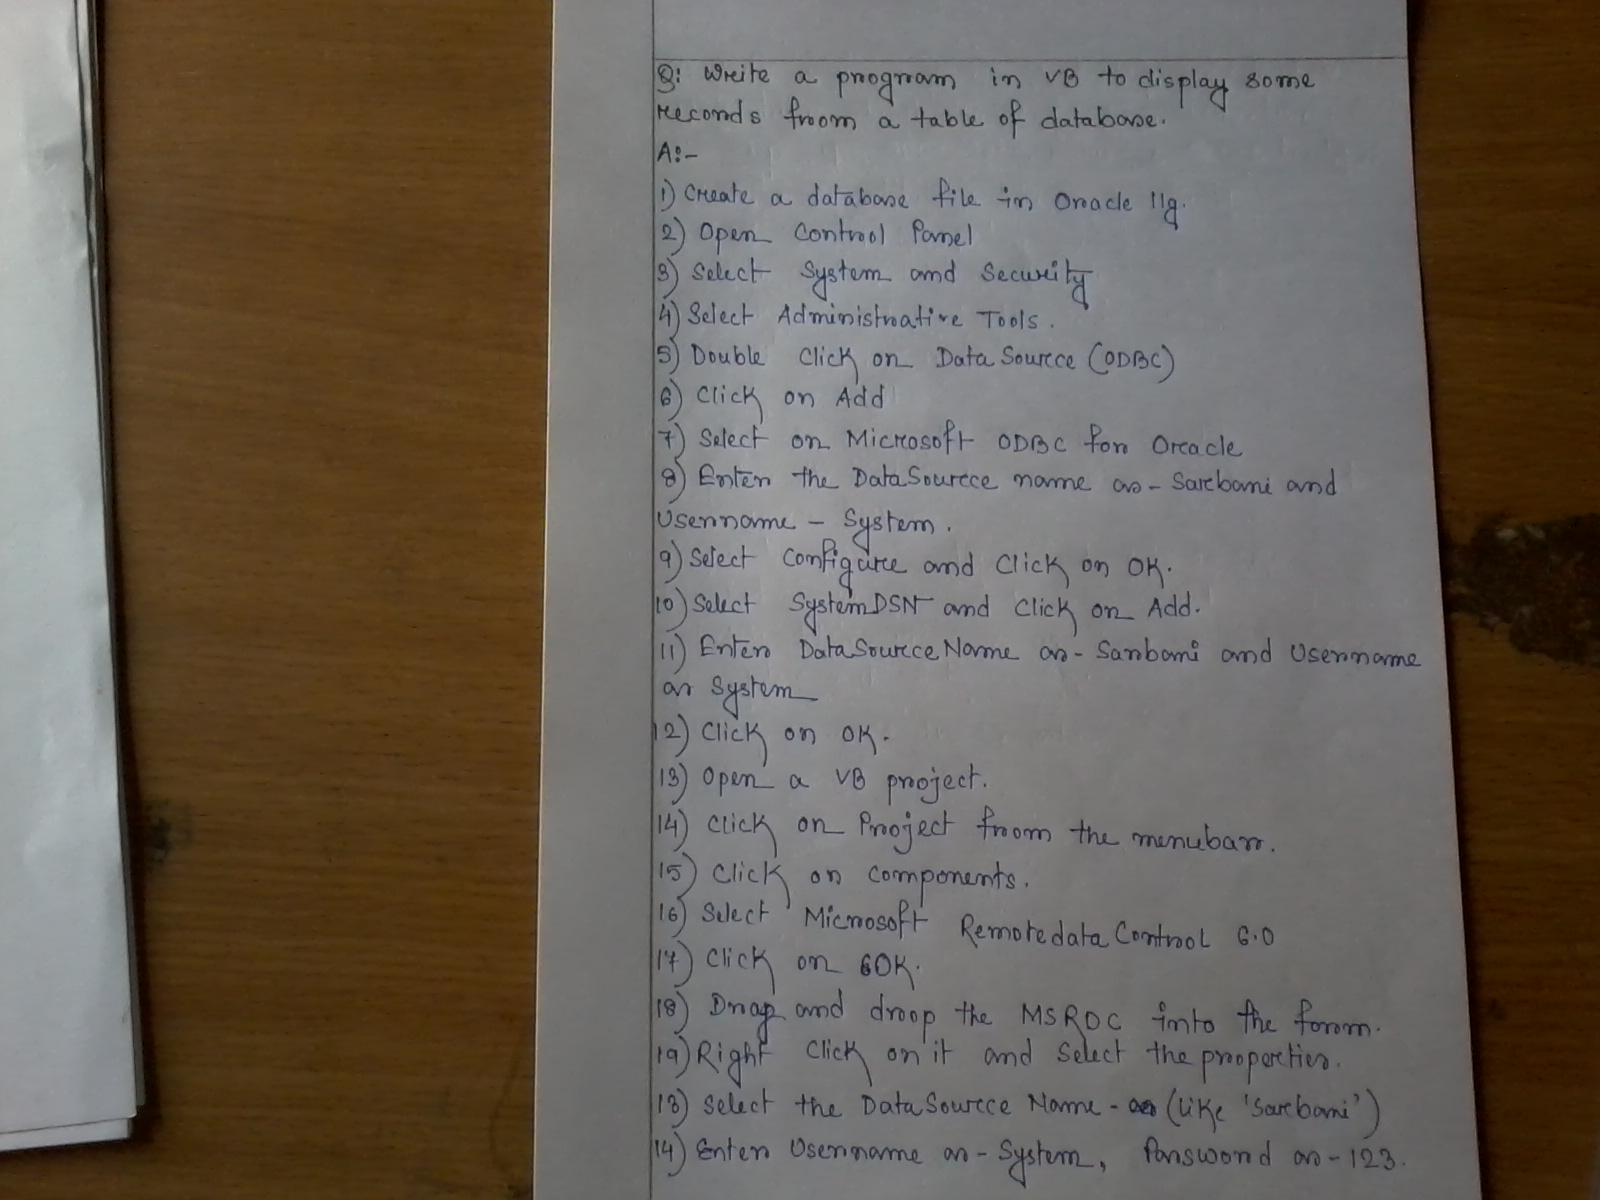 Q: Write a program in VB to display some
records from a table of database.
A:-
1) Create a database file in Oracle 11g.
2) Open Control Panel
3) Select System and Security
4) Select Administrative Tools.
5) Double Click on Data Source (ODBC)
6) Click on Add
7) Select on Microsoft ODBC for Oracle
8) Enter the DataSource name as - Sarbani and
Username - System.
9) Select Configure and Click on OK.
10) Select SystemDSN and Click on Add.
11) Enter DataSourceName as - Sarbani and Username
as System
12) Click on OK.
13) Open a VB project.
14) Click on Project from the menubar.
15) Click on components.
16) Select Microsoft Remotedata Control 6.0
17) Click on OK.
18) Drag and drop the MSRDC into the form.
19) Right Click on it and Select the properties.
13) Select the DataSource Name - as (like 'Sarbani')
14) Enter Username as - System, Password as - 123.